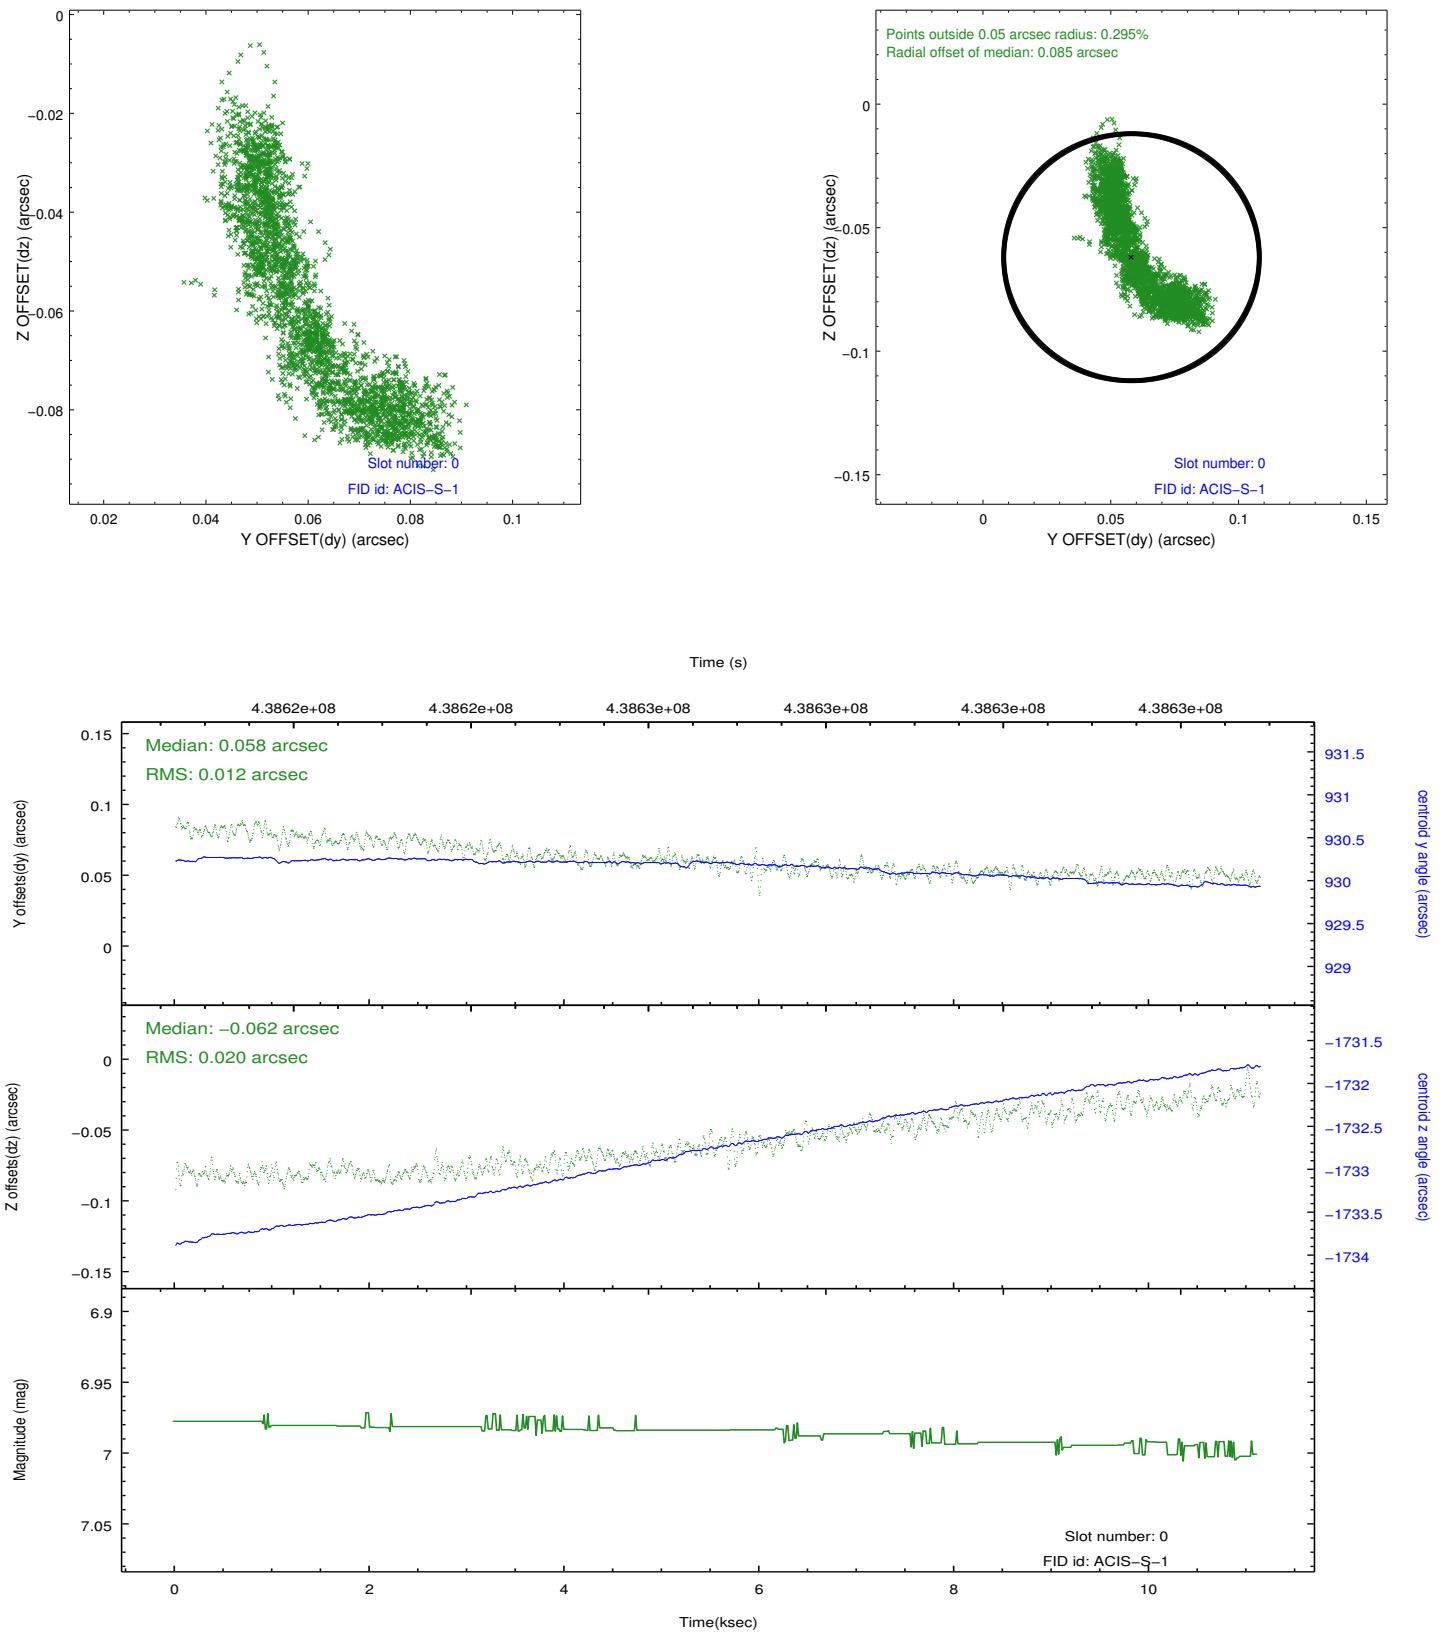 0
−0.02
−0.04
−0.06
−0.08
Z OFFSET(dz) (arcsec)
Slot number: 0
FID id: ACIS−S−1
0.02
0.04
0.06
0.08
0.1
Y OFFSET(dy) (arcsec)
Points outside 0.05 arcsec radius: 0.295%
Radial offset of median: 0.085 arcsec
0
−0.05
−0.1
−0.15
Z OFFSET(dz) (arcsec)
Slot number: 0
FID id: ACIS−S−1
0
0.05
0.1
0.15
Y OFFSET(dy) (arcsec)
Time (s)
4.3862e+08
4.3862e+08
4.3863e+08
4.3863e+08
4.3863e+08
4.3863e+08
Median: 0.058 arcsec
RMS: 0.012 arcsec
0.15
0.1
0.05
0
Y offsets(dy) (arcsec)
931.5
931
930.5
930
929.5
929
centroid y angle (arcsec)
Median: −0.062 arcsec
RMS: 0.020 arcsec
0
−0.05
−0.1
−0.15
Z offsets(dz) (arcsec)
−1731.5
−1732
−1732.5
−1733
−1733.5
−1734
centroid z angle (arcsec)
6.9
6.95
7
7.05
Magnitude (mag)
Slot number: 0
FID id: ACIS−S−1
0
2
4
6
8
10
Time(ksec)